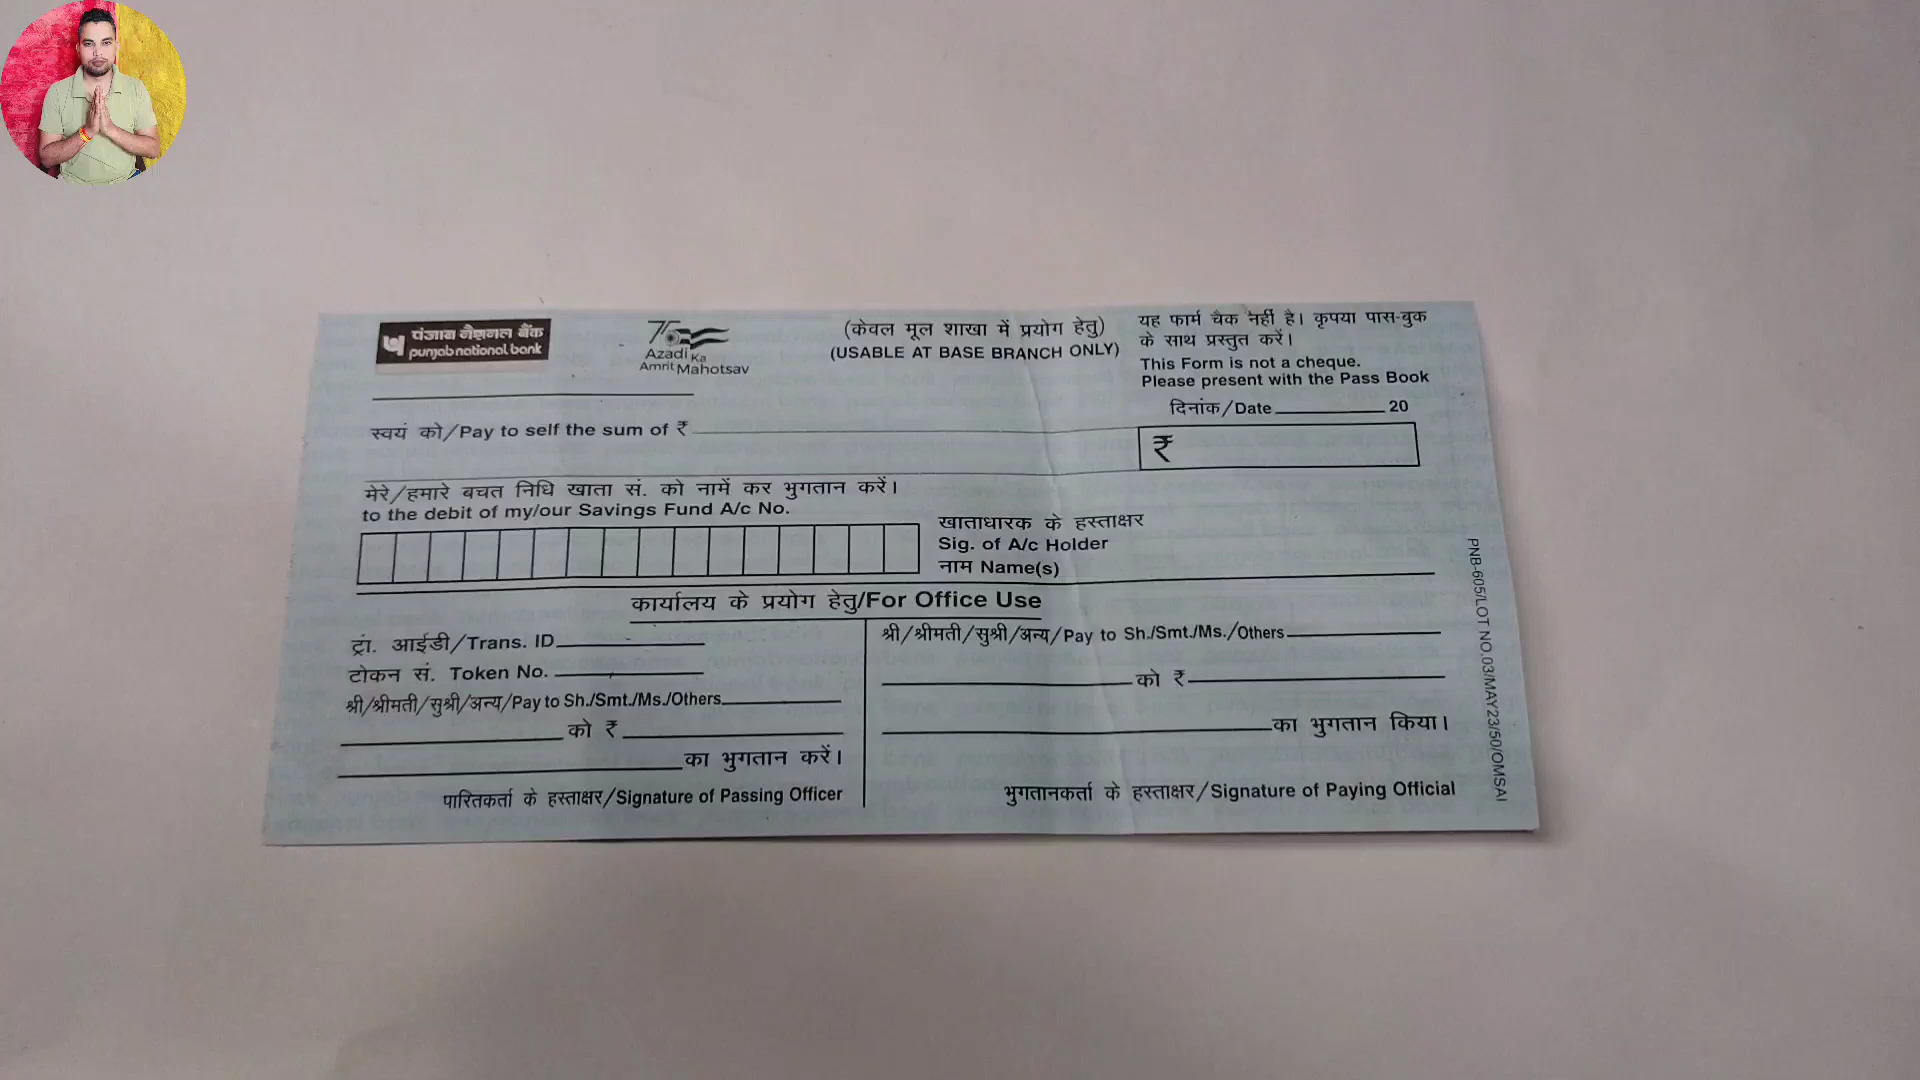 पंजाब नैशनल बैंक
punjab national bank
75
Azadi Ka
Amrit Mahotsav
(केवल मूल शाखा में प्रयोग हेतु)
(USABLE AT BASE BRANCH ONLY)
यह फार्म चैक नहीं है। कृपया पास-बुक
के साथ प्रस्तुत करें।
This Form is not a cheque.
Please present with the Pass Book
दिनांक/Date 20
स्वयं को/Pay to self the sum of ₹
₹
मेरे/हमारे बचत निधि खाता सं. को नामें कर भुगतान करें।
to the debit of my/our Savings Fund A/c No.
खाताधारक के हस्ताक्षर
Sig. of A/c Holder
नाम Name(s)
कार्यालय के प्रयोग हेतु/For Office Use
ट्रां. आईडी/Trans. ID
टोकन सं. Token No.
श्री/श्रीमती/सुश्री/अन्य/Pay to Sh./Smt./Ms./Others
को ₹
का भुगतान करें।
पारितकर्ता के हस्ताक्षर/Signature of Passing Officer
श्री/श्रीमती/सुश्री/अन्य/Pay to Sh./Smt./Ms./Others
को ₹
का भुगतान किया।
भुगतानकर्ता के हस्ताक्षर/Signature of Paying Official
PNB-605/LOT NO.03/MAY23/50/OMSAI